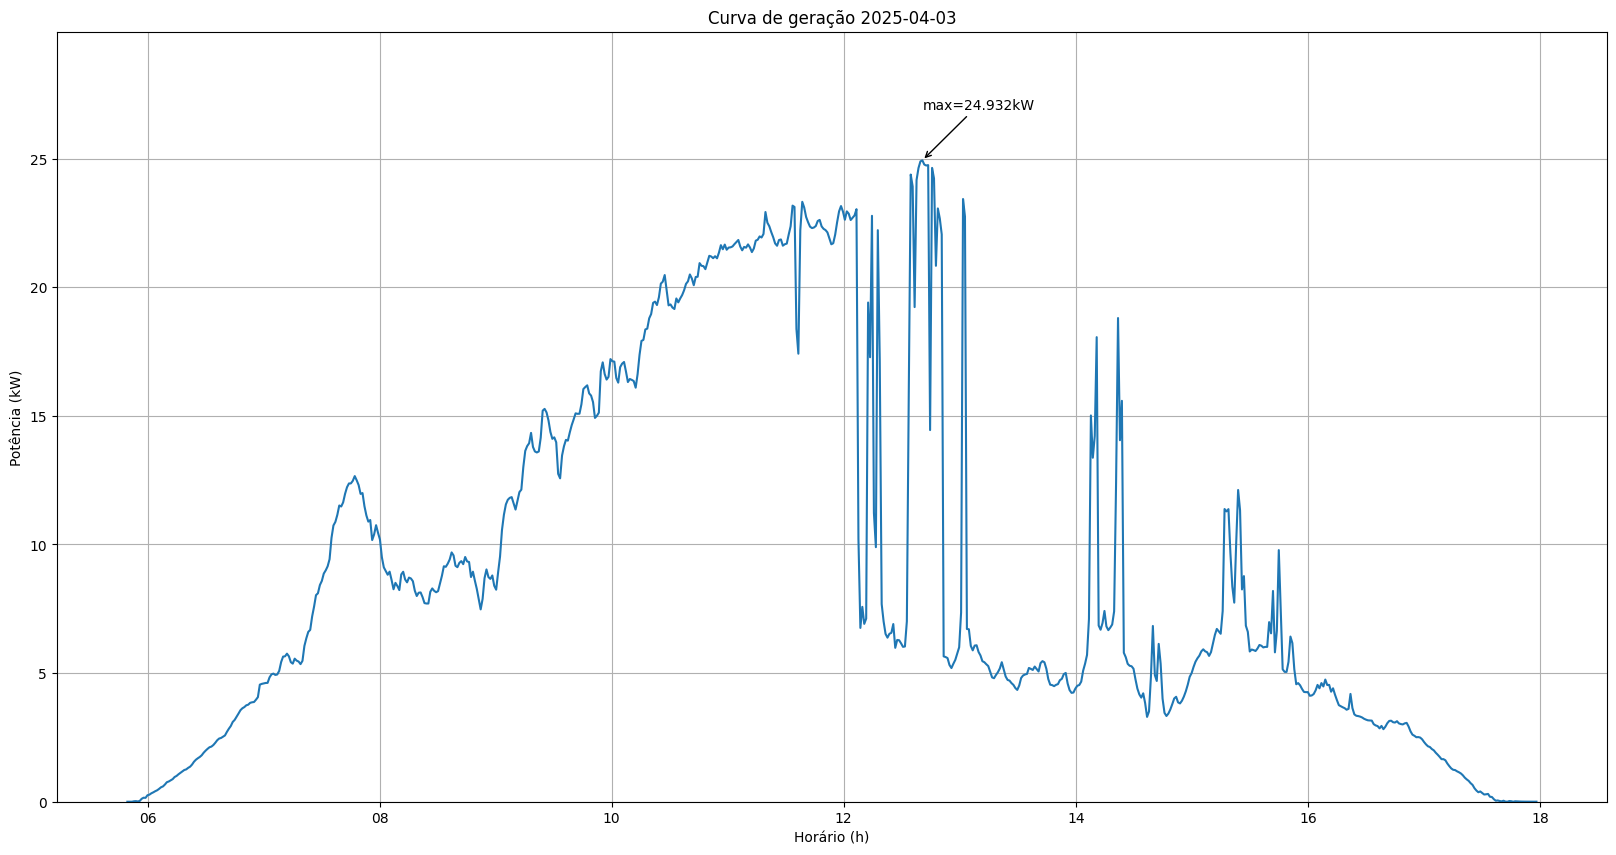 Curva de geração 2025-04-03
max=24.932kW
Potência (kW)
25
20
15
10
5
0
06 08 10 12 14 16 18
Horário (h)